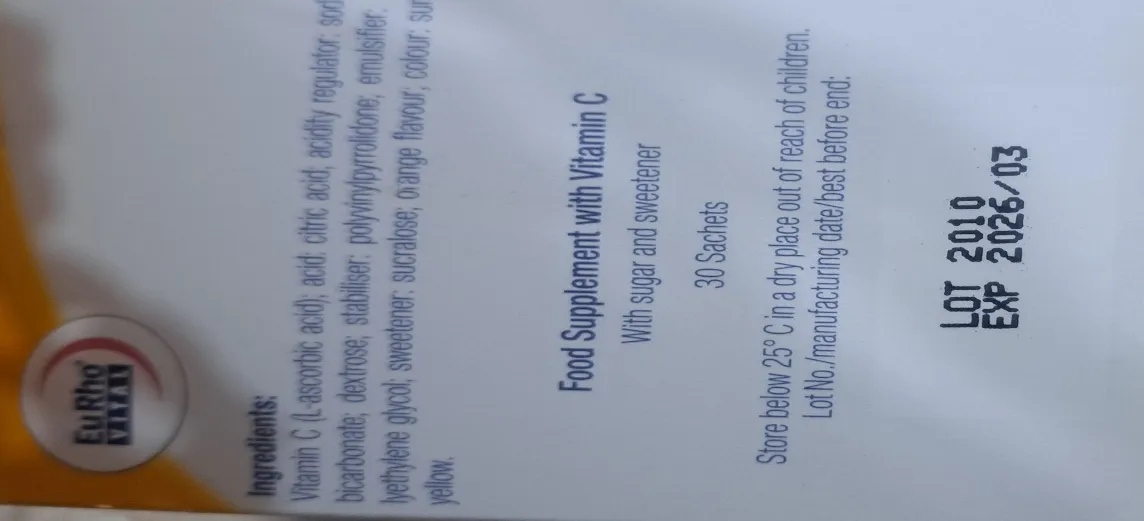 EuRho®
VITAL
Ingredients:
Vitamin C (L-ascorbic acid); acid: citric acid, acidity regulator: sod
bicarbonate; dextrose; stabiliser: polyvinylpyrrolidone; emulsifier:
lyethylene glycol; sweetener: sucralose; orange flavour; colour: sun
yellow.
Food Supplement with Vitamin C
With sugar and sweetener
30 Sachets
Store below 25° C in a dry place out of reach of children.
Lot No./manufacturing date/best before end:
LOT 2010
EXP 2026/03